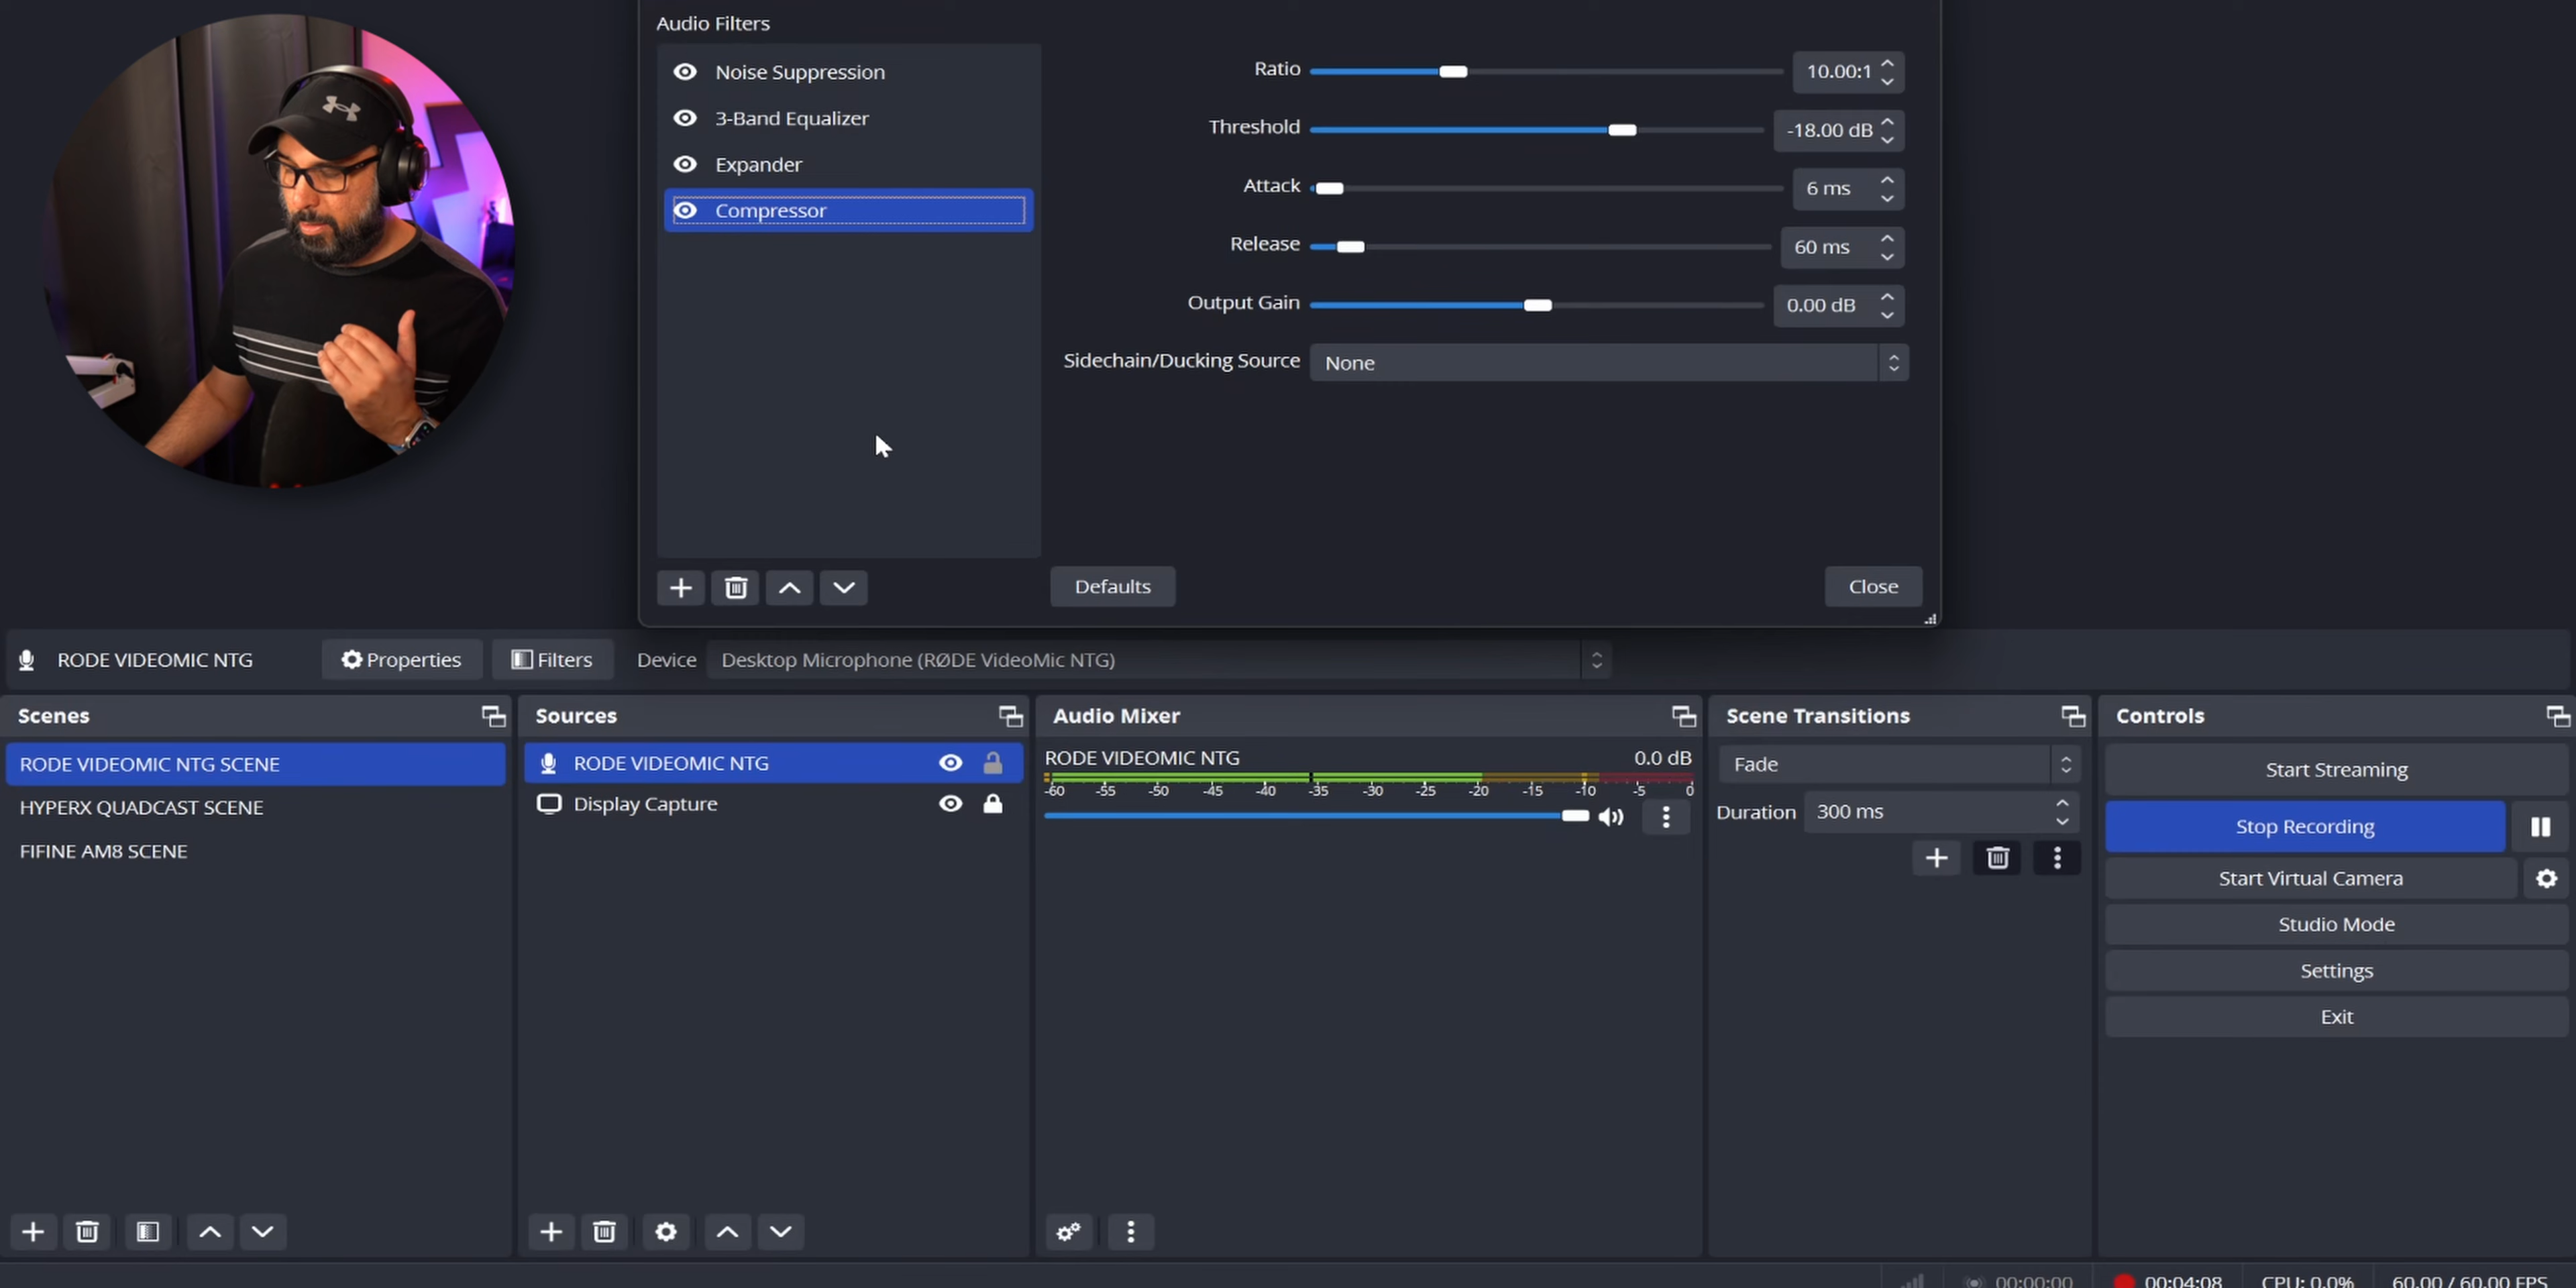 Audio Filters
Noise Suppression
3-Band Equalizer
Expander
Compressor
Ratio 10.00:1
Threshold -18.00 dB
Attack 6 ms
Release 60 ms
Output Gain 0.00 dB
Sidechain/Ducking Source None
Defaults
Close
RODE VIDEOMIC NTG Properties Filters Device Desktop Microphone (RØDE VideoMic NTG)
Scenes
RODE VIDEOMIC NTG SCENE
HYPERX QUADCAST SCENE
FIFINE AM8 SCENE
Sources
RODE VIDEOMIC NTG
Display Capture
Audio Mixer
RODE VIDEOMIC NTG 0.0 dB
-60 -55 -50 -45 -40 -35 -30 -25 -20 -15 -10 -5 0
Scene Transitions
Fade
Duration 300 ms
Controls
Start Streaming
Stop Recording
Start Virtual Camera
Studio Mode
Settings
Exit
00:00:00 00:04:08 CPU: 0.0% 60.00 / 60.00 FPS